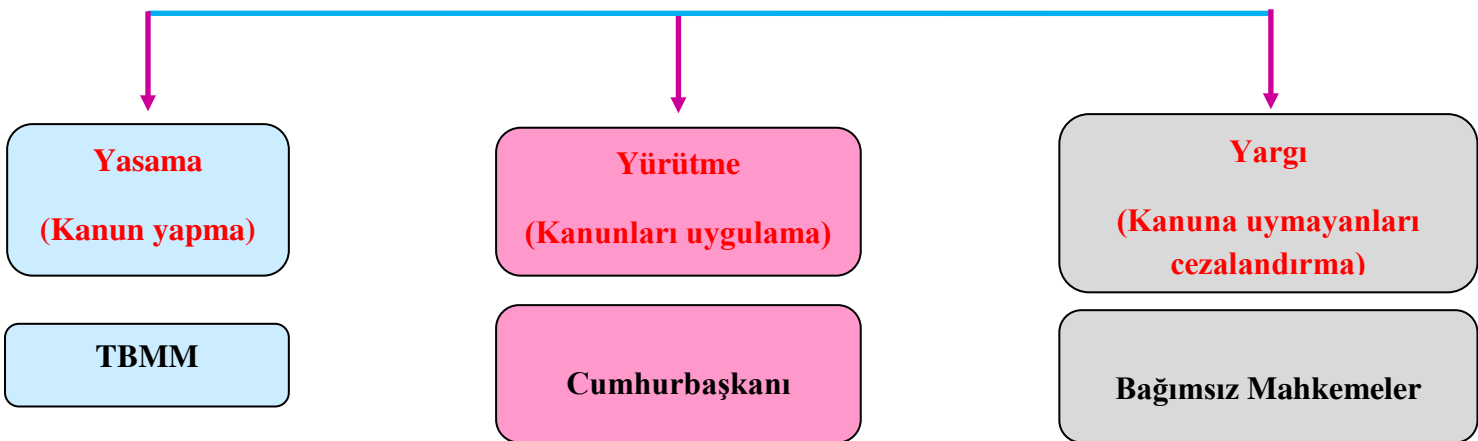 Yasama
(Kanun yapma)
TBMM
Yürütme
(Kanunları uygulama)
Cumhurbaşkanı
Yargı
(Kanuna uymayanları
cezalandırma)
Bağımsız Mahkemeler